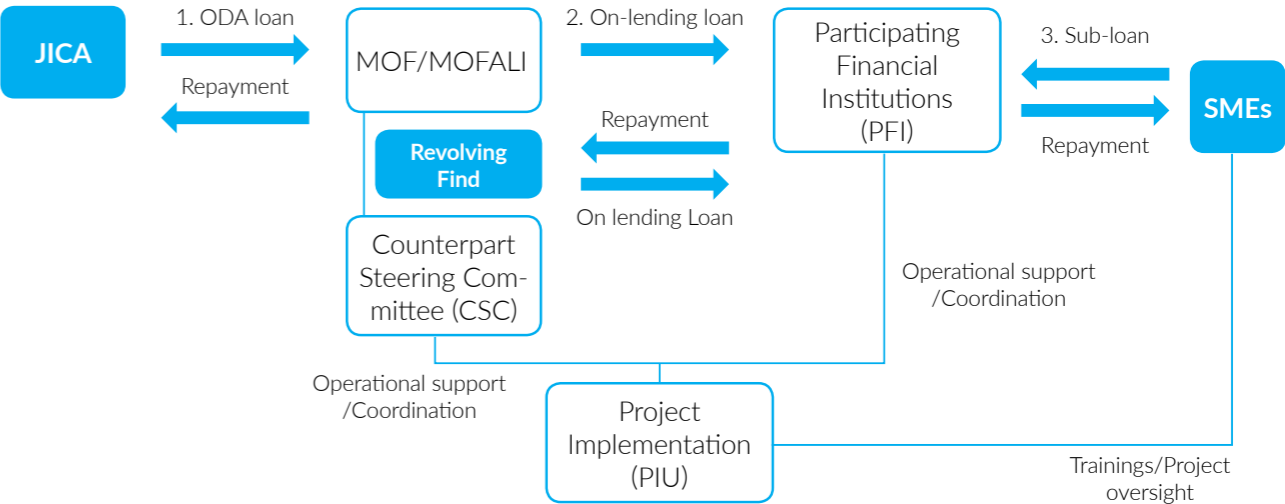 JICA
1. ODA loan
Repayment
MOF/MOFALI
2. On-lending loan
Participating
Financial
Institutions
(PFI)
3. Sub-loan
Repayment
SMEs
Revolving
Find
Repayment
On lending Loan
Counterpart
Steering Com-
mittee (CSC)
Operational support
/Coordination
Operational support
/Coordination
Project
Implementation
(PIU)
Trainings/Project
oversight